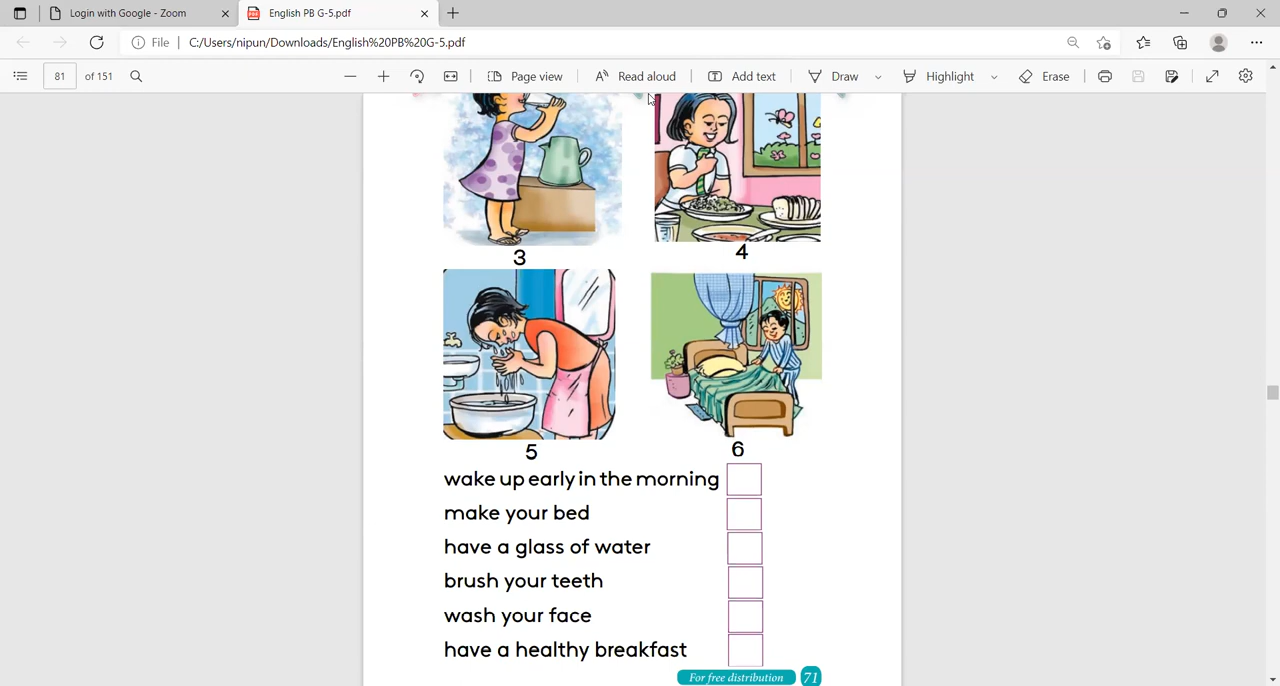 Login with Google - Zoom
English PB G-5.pdf
File
C:/Users/nipun/Downloads/English%20PB%20G-5.pdf
81 of 151
Page view
Read aloud
Add text
Draw
Highlight
Erase
3
4
5
6
wake up early in the morning
make your bed
have a glass of water
brush your teeth
wash your face
have a healthy breakfast
For free distribution 71